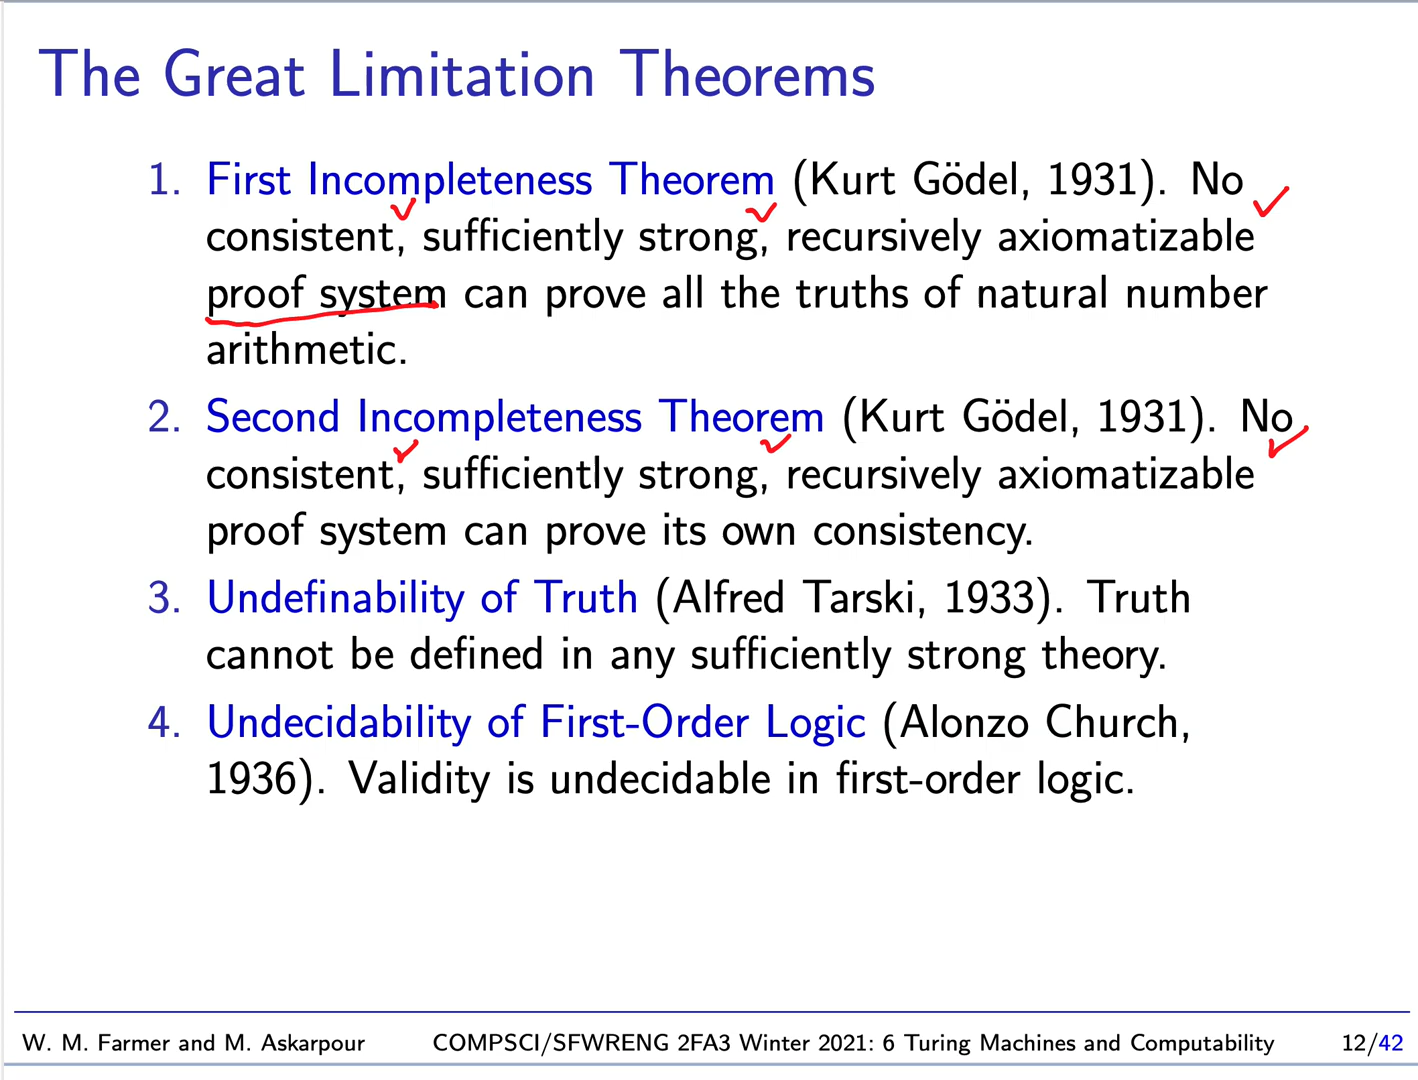 The Great Limitation Theorems
1. First Incompleteness Theorem (Kurt Gödel, 1931). No
consistent, sufficiently strong, recursively axiomatizable
proof system can prove all the truths of natural number
arithmetic.
2. Second Incompleteness Theorem (Kurt Gödel, 1931). No
consistent, sufficiently strong, recursively axiomatizable
proof system can prove its own consistency.
3. Undefinability of Truth (Alfred Tarski, 1933). Truth
cannot be defined in any sufficiently strong theory.
4. Undecidability of First-Order Logic (Alonzo Church,
1936). Validity is undecidable in first-order logic.
W. M. Farmer and M. Askarpour COMPSCI/SFWRENG 2FA3 Winter 2021: 6 Turing Machines and Computability 12/42